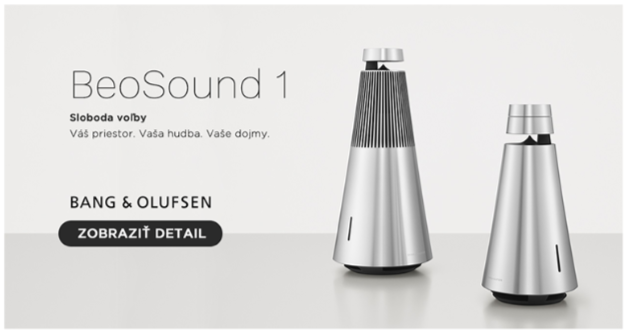 BeoSound 1
Sloboda voľby
Váš priestor. Vaša hudba. Vaše dojmy.
BANG & OLUFSEN
ZOBRAZIŤ DETAIL